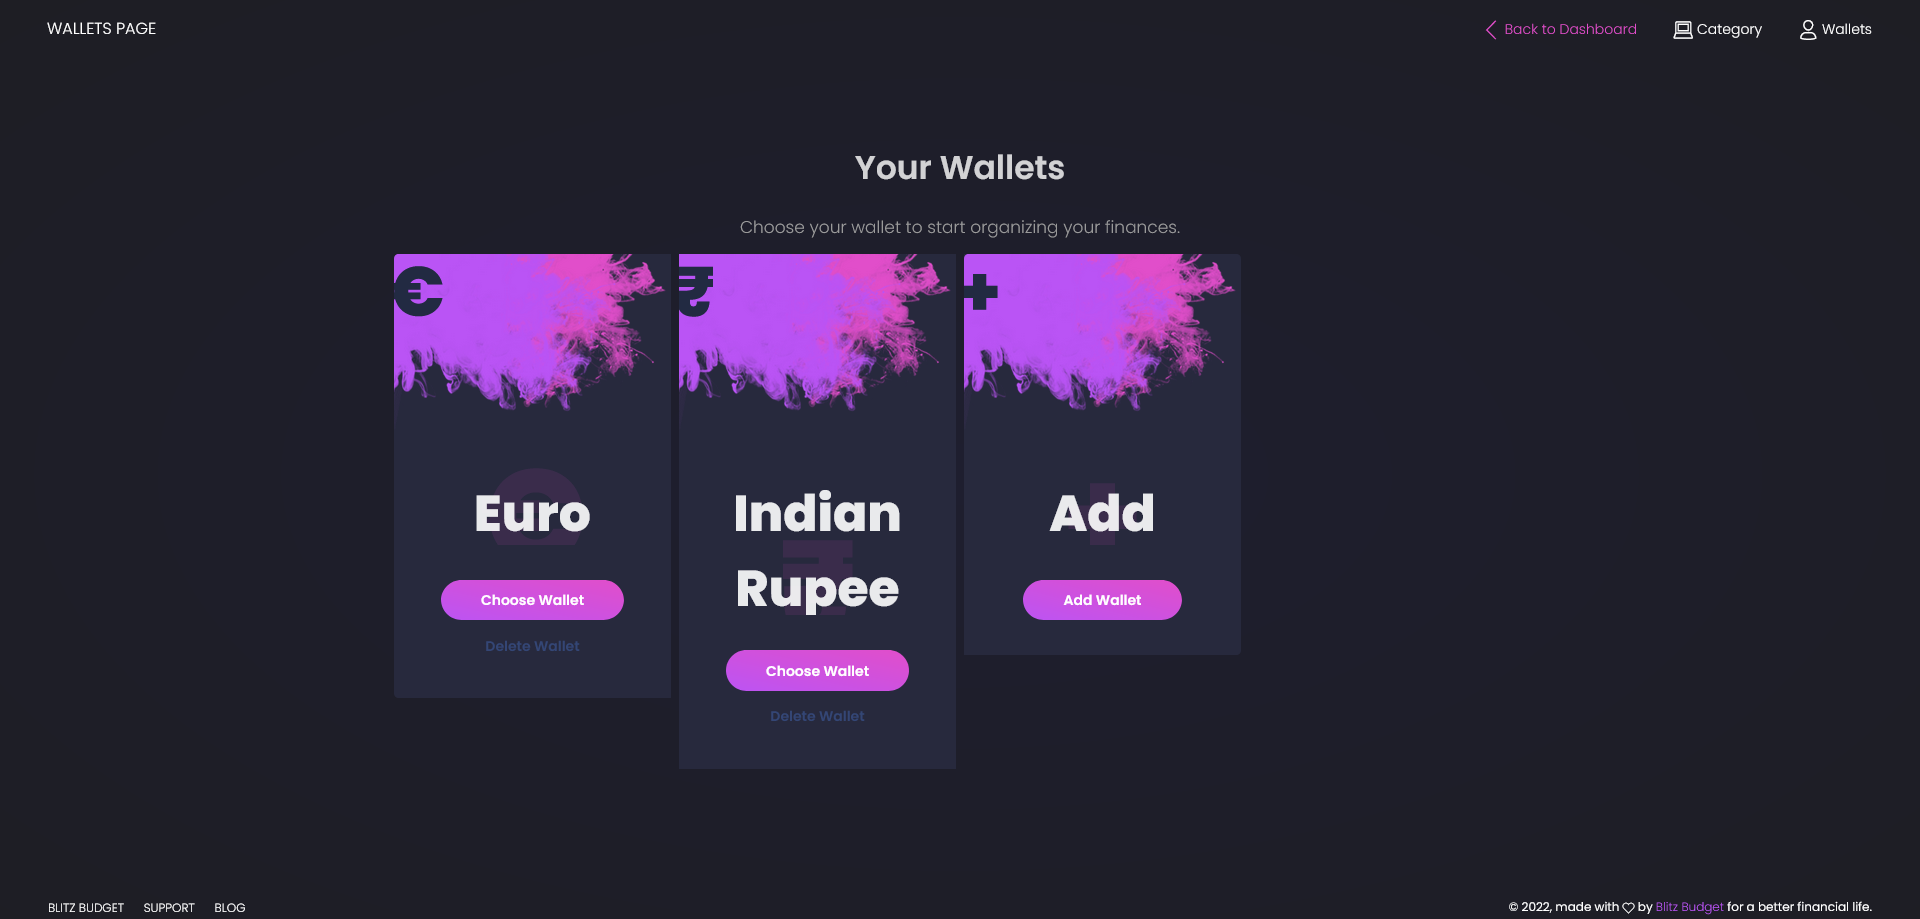 WALLETS PAGE
Back to Dashboard
Category
Wallets
Your Wallets
Choose your wallet to start organizing your finances.
€
Euro
Choose Wallet
Delete Wallet
₹
Indian
Rupee
Choose Wallet
Delete Wallet
+
Add
Add Wallet
BLITZ BUDGET
SUPPORT
BLOG
© 2022, made with ♡ by Blitz Budget for a better financial life.